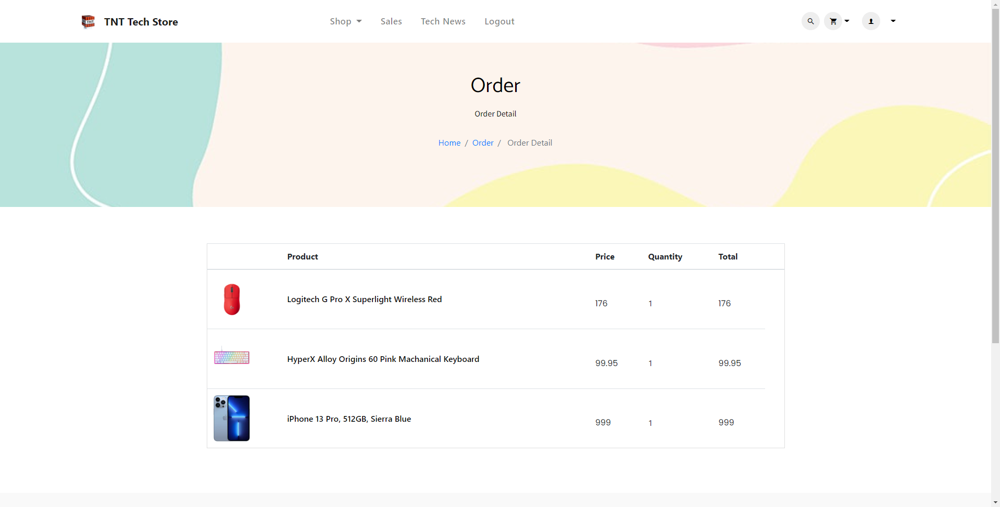 TNT
TNT Tech Store
Shop
Sales
Tech News
Logout
Order
Order Detail
Home / Order / Order Detail
Product Price Quantity Total
Logitech G Pro X Superlight Wireless Red 176 1 176
HyperX Alloy Origins 60 Pink Machanical Keyboard 99.95 1 99.95
iPhone 13 Pro, 512GB, Sierra Blue 999 1 999